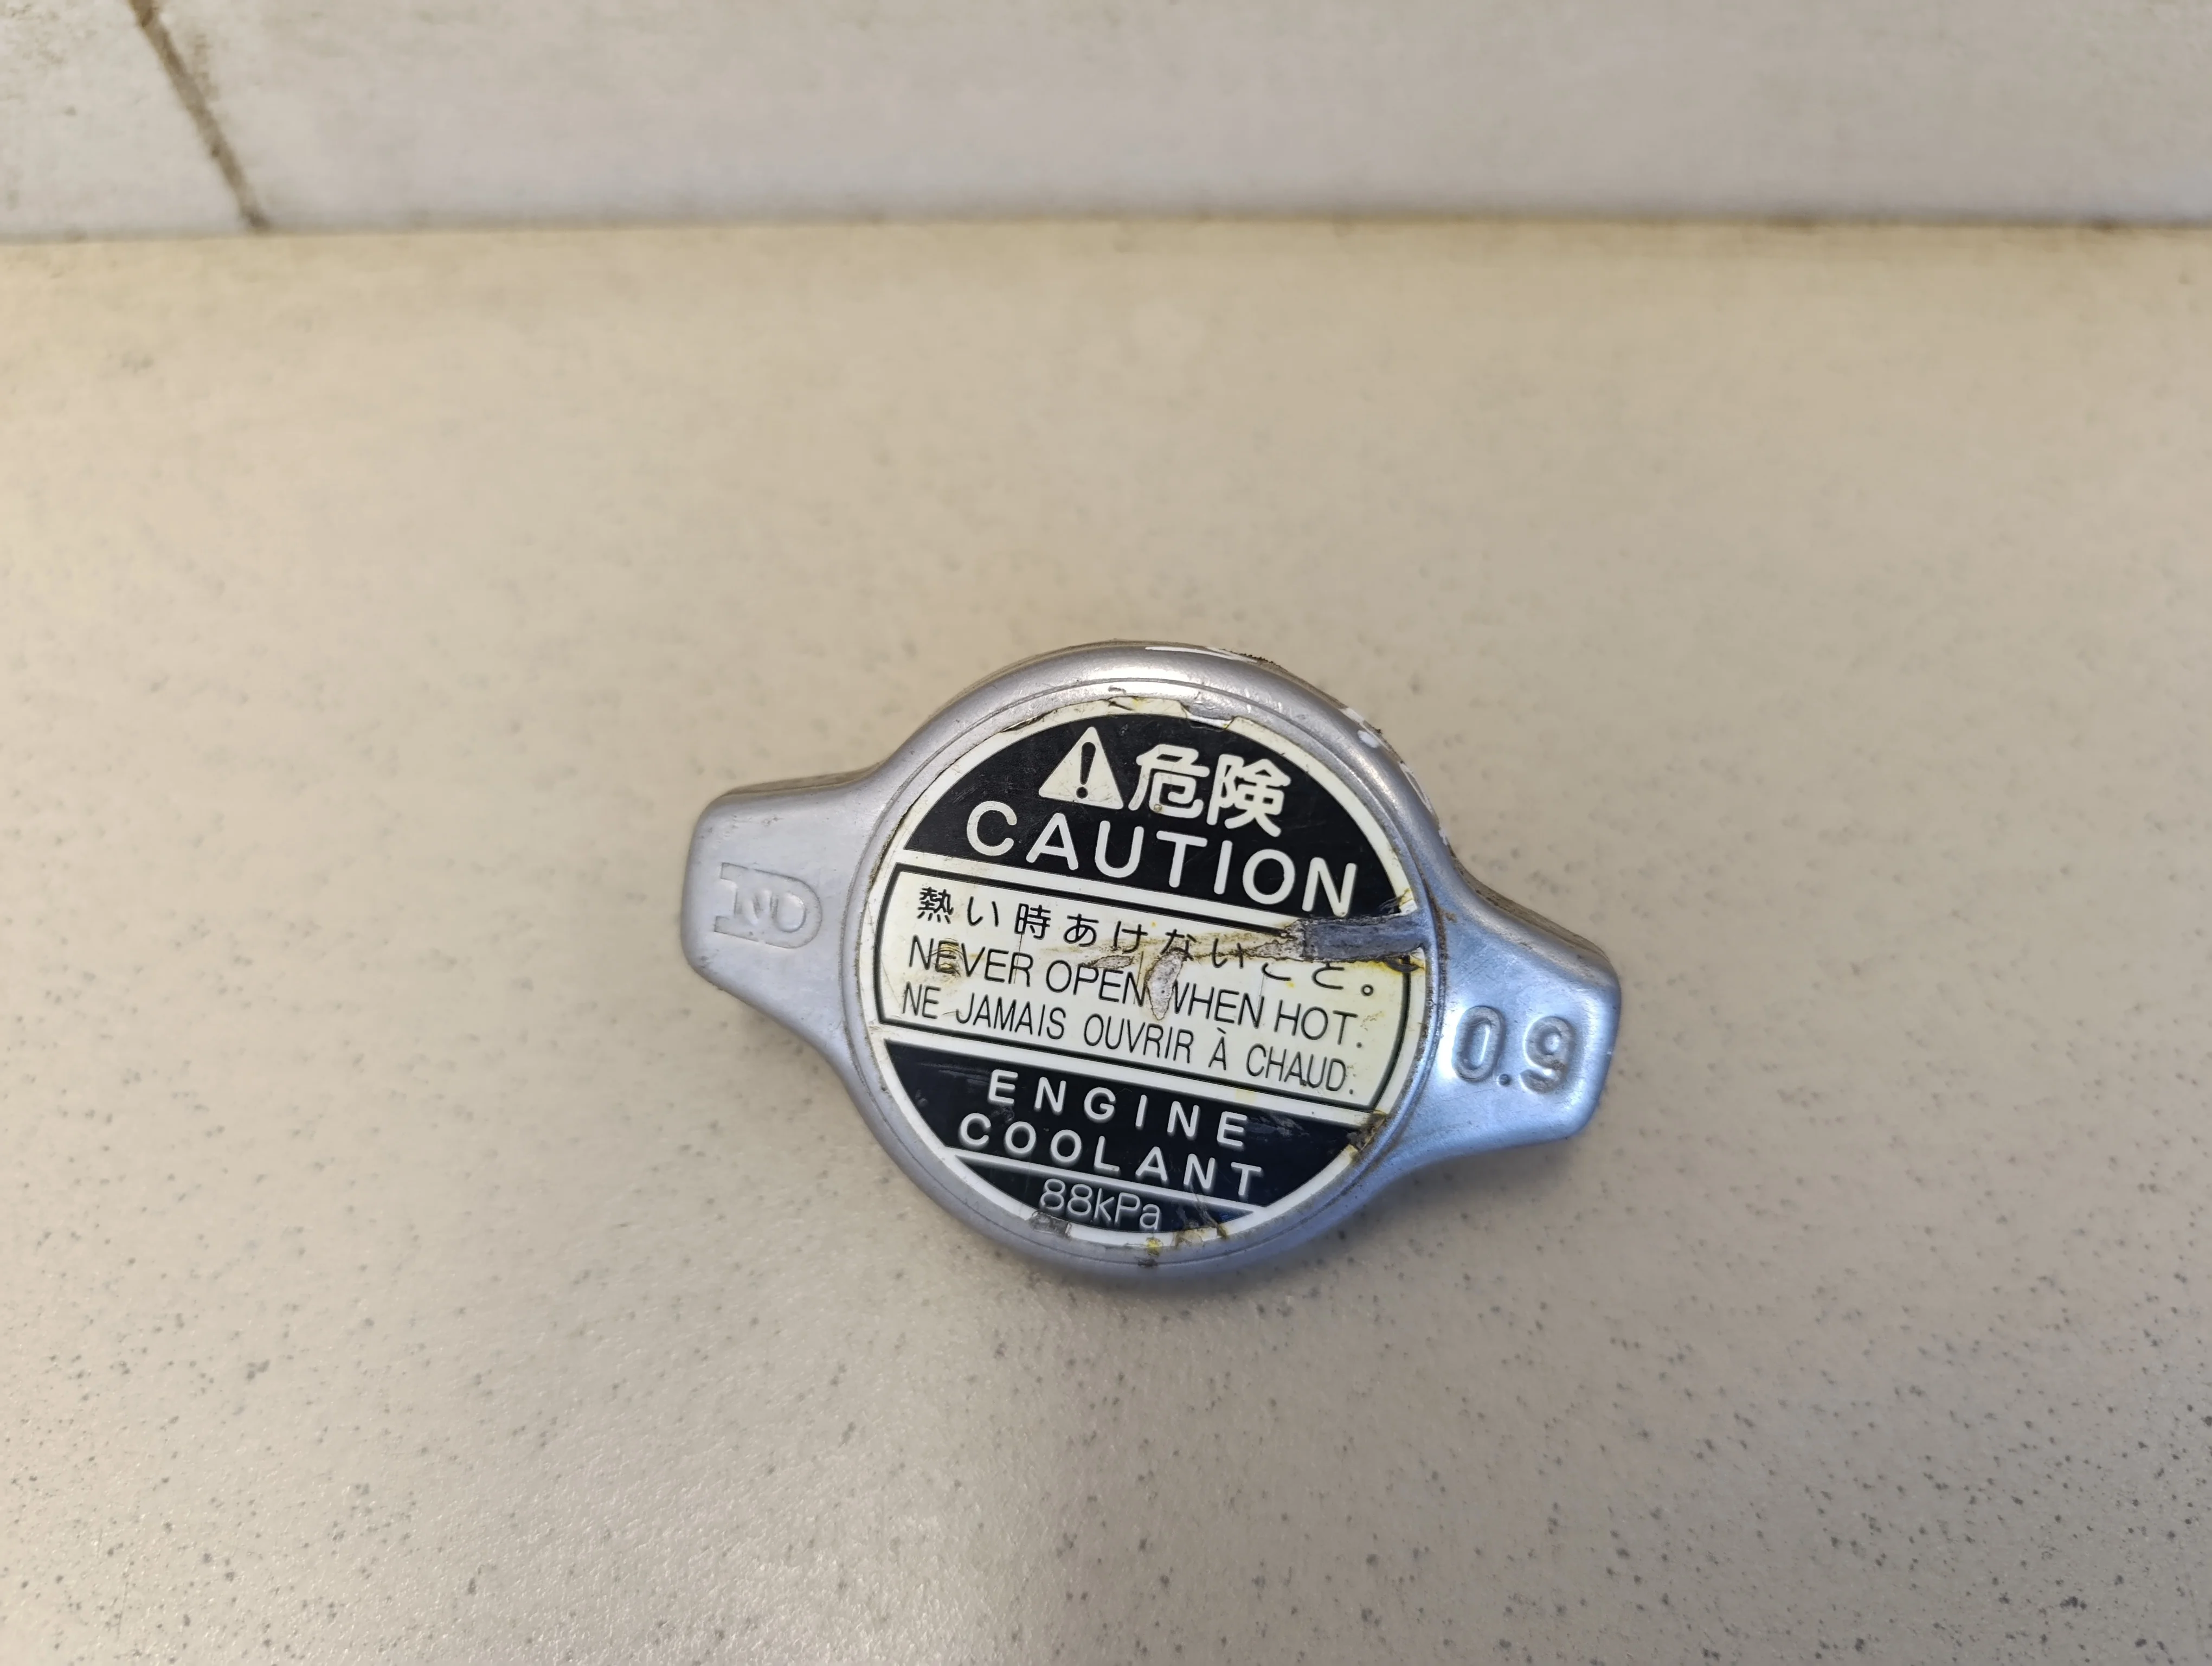 危険
CAUTION
熱い時あけないこと。
NEVER OPEN WHEN HOT.
NE JAMAIS OUVRIR À CHAUD.
ENGINE
COOLANT
88kPa
0.9